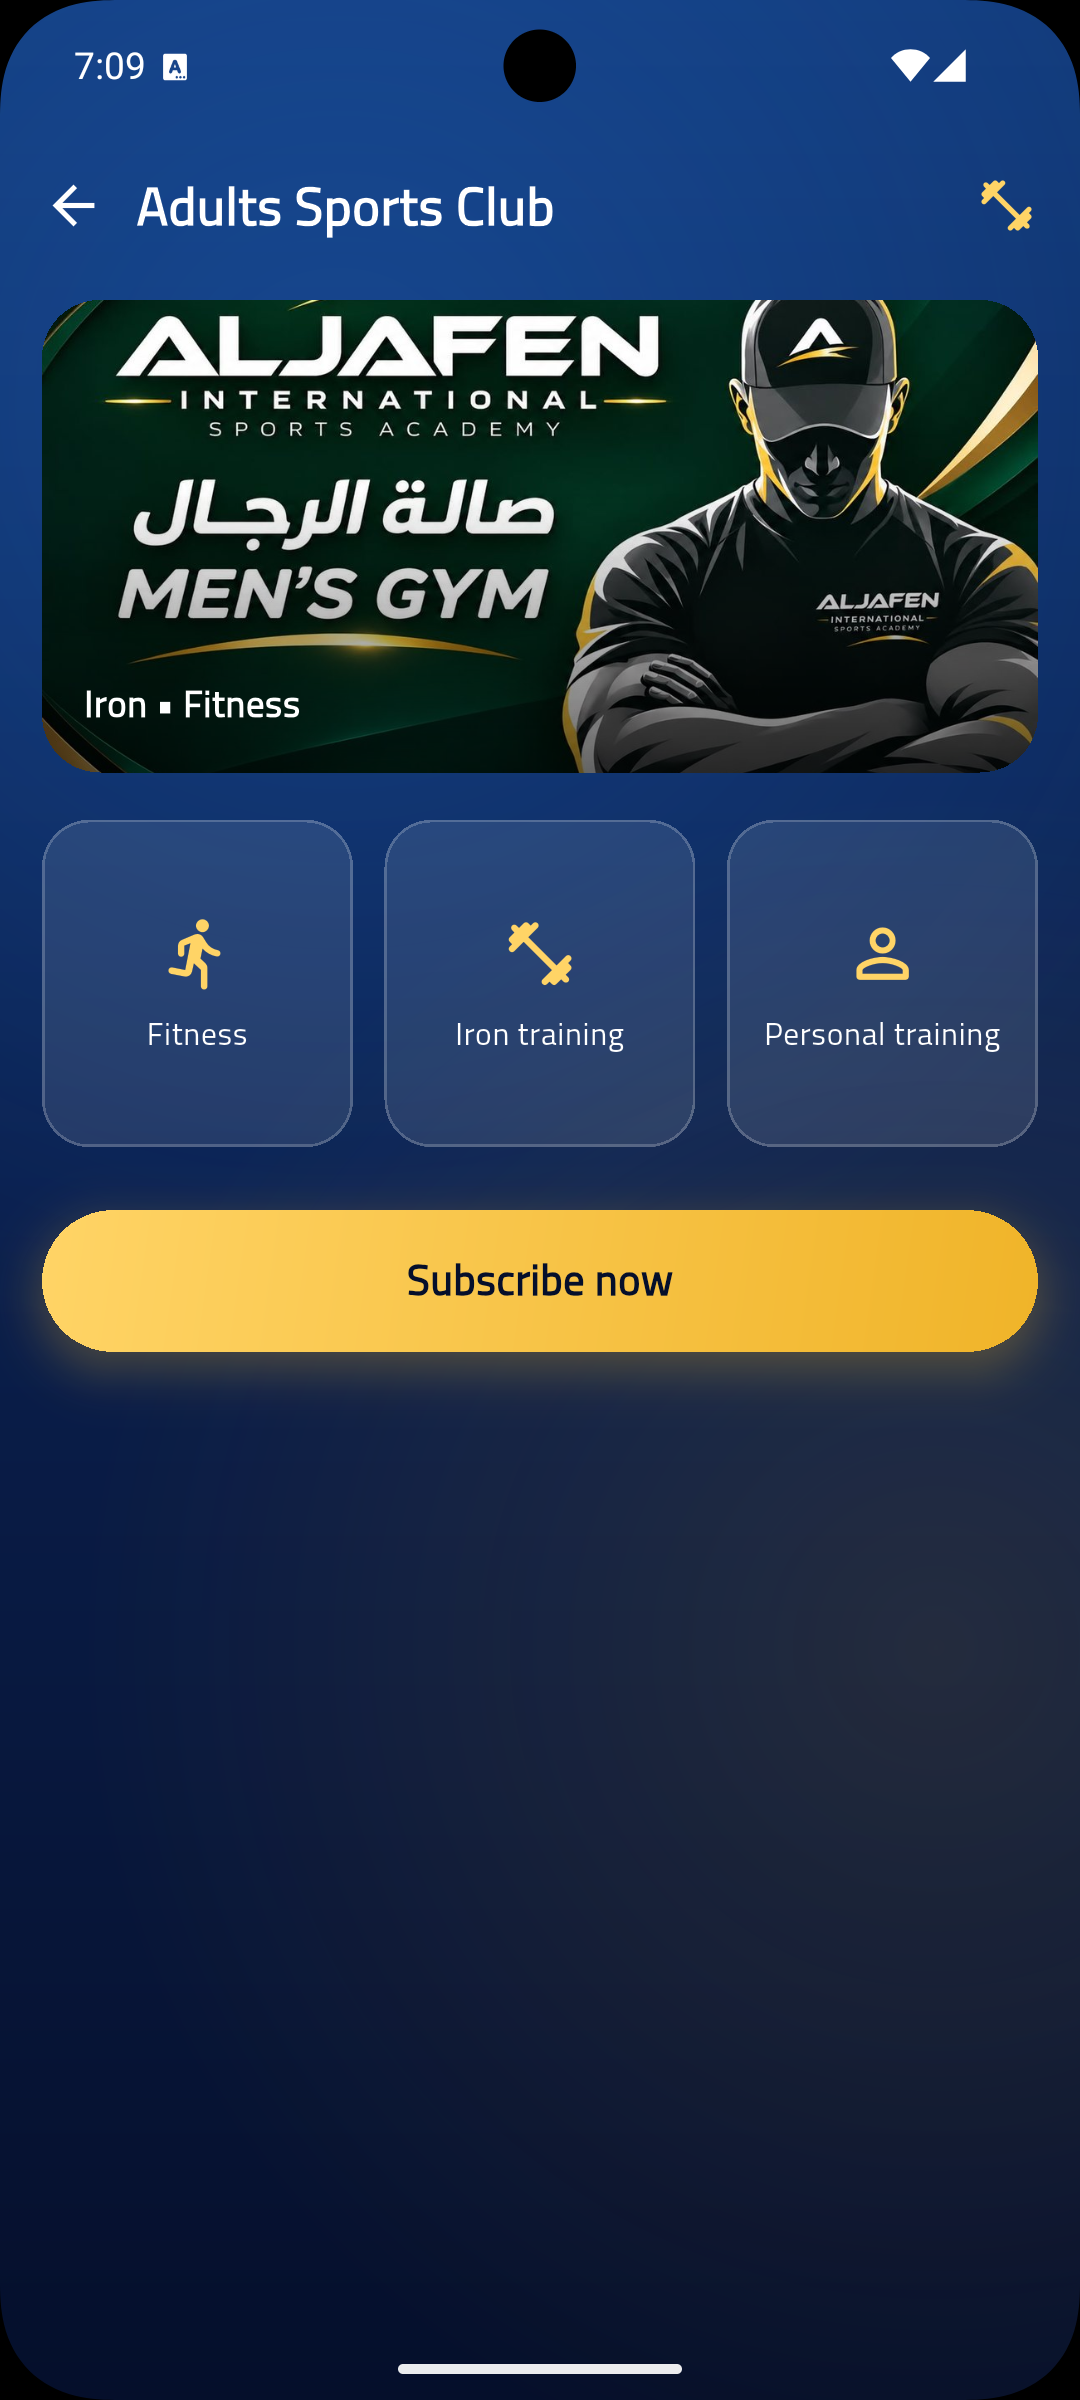 7:09
Adults Sports Club
ALJAFEN
INTERNATIONAL
SPORTS ACADEMY
صالة الرجال
MEN'S GYM
ALJAFEN
INTERNATIONAL
SPORTS ACADEMY
Iron ▪ Fitness
Fitness
Iron training
Personal training
Subscribe now